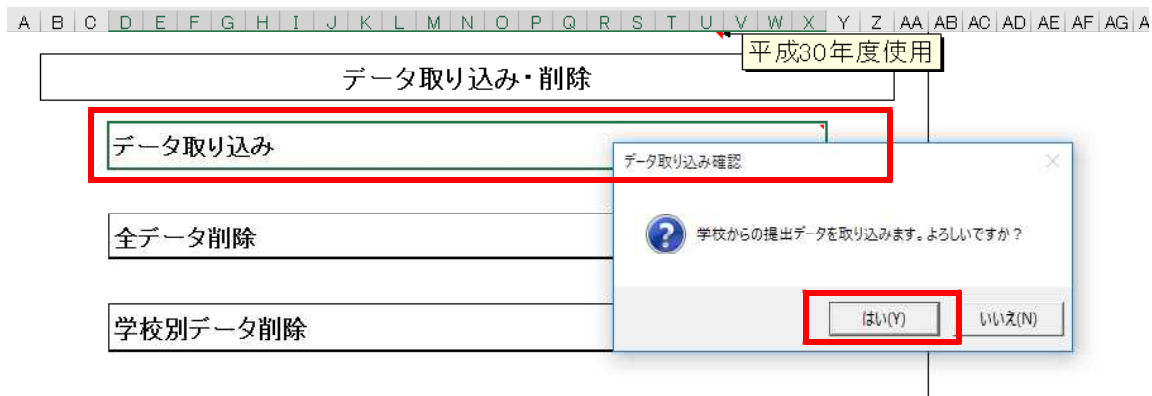 A B C D E F G H I J K L M N O P Q R S T U V W X Y Z AA AB AC AD AE AF AG A
平成30年度使用
データ取り込み・削除
データ取り込み
データ取り込み確認
学校からの提出データを取り込みます。よろしいですか？
全データ削除
学校別データ削除
はい(Y) いいえ(N)